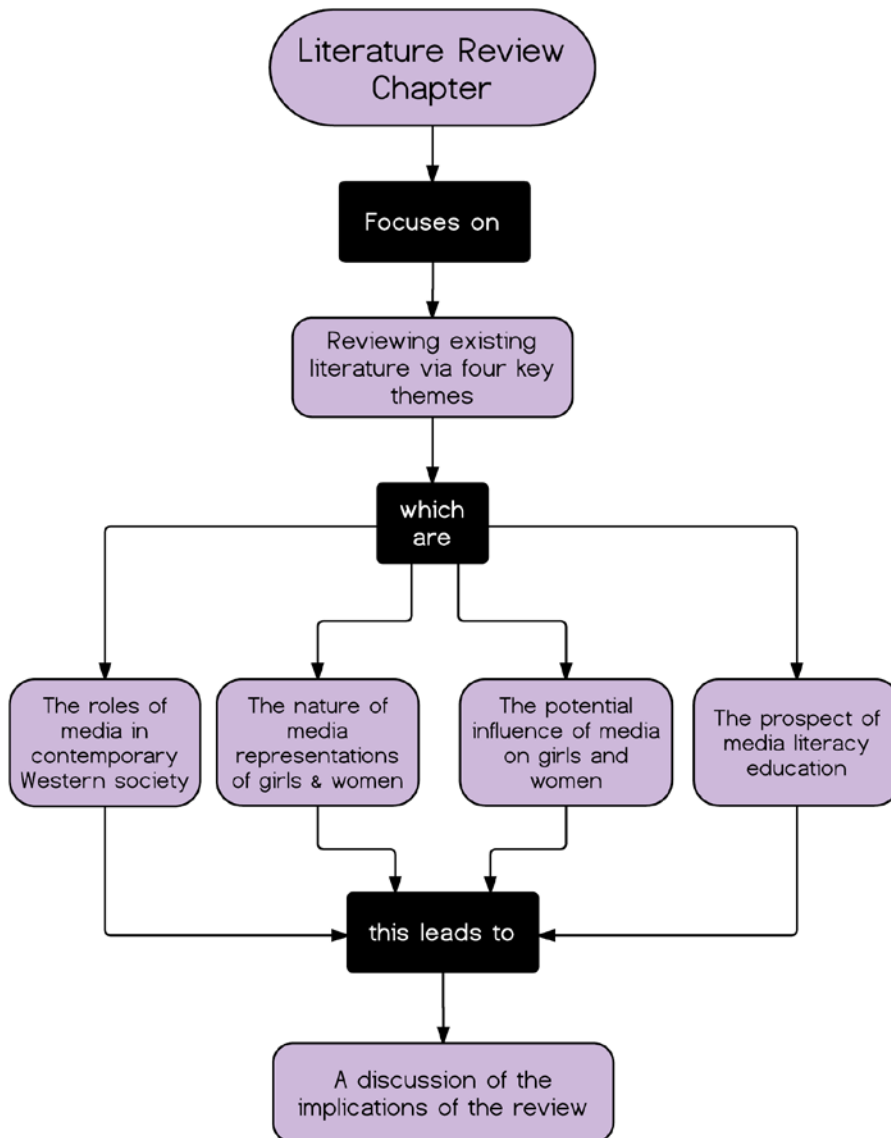 Literature Review
Chapter
Focuses on
Reviewing existing
literature via four key
themes
which
are
The roles of
media in
contemporary
Western society
The nature of
media
representations
of girls & women
The potential
influence of media
on girls and
women
The prospect of
media literacy
education
this leads to
A discussion of the
implications of the review